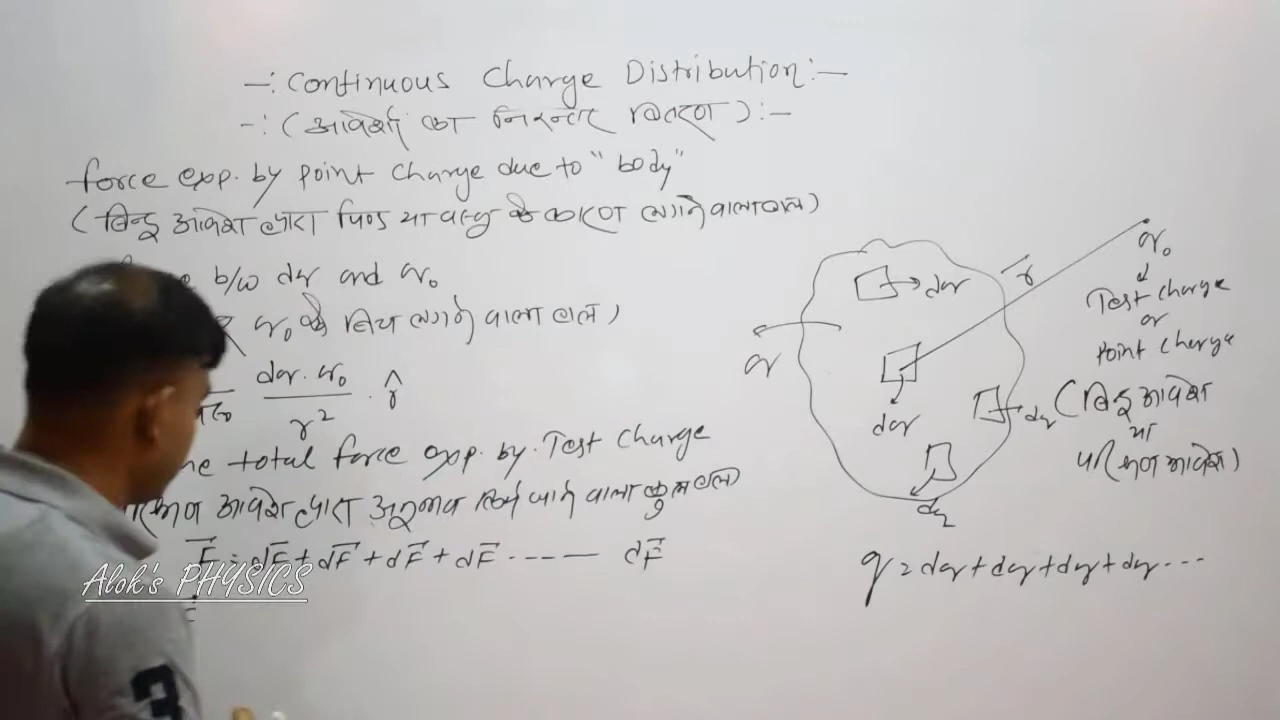 -: Continuous Charge Distribution :-
-: (आवेशों का निरन्तर वितरण) :-
force exp. by point charge due to "body"
(बिन्दु आवेश द्वारा पिण्ड या वस्तु के कारण लगने वाला बल)
b/w dq and q₀
q₀ के बिच लगने वाला बल)
dq. q₀ / r² . r̂
total force exp. by. Test charge
आवेश द्वारा अनुभव किये जाने वाला कुल बल
F⃗ = dF⃗ + dF⃗ + dF⃗ + dF⃗ ----- dF⃗
Alok's PHYSICS
q
dq
r⃗
dq
dq
dq
q₀
Test charge
or
point charge
(बिन्दु आवेश
या
परिक्षण आवेश)
q = dq + dq + dq + dq ---